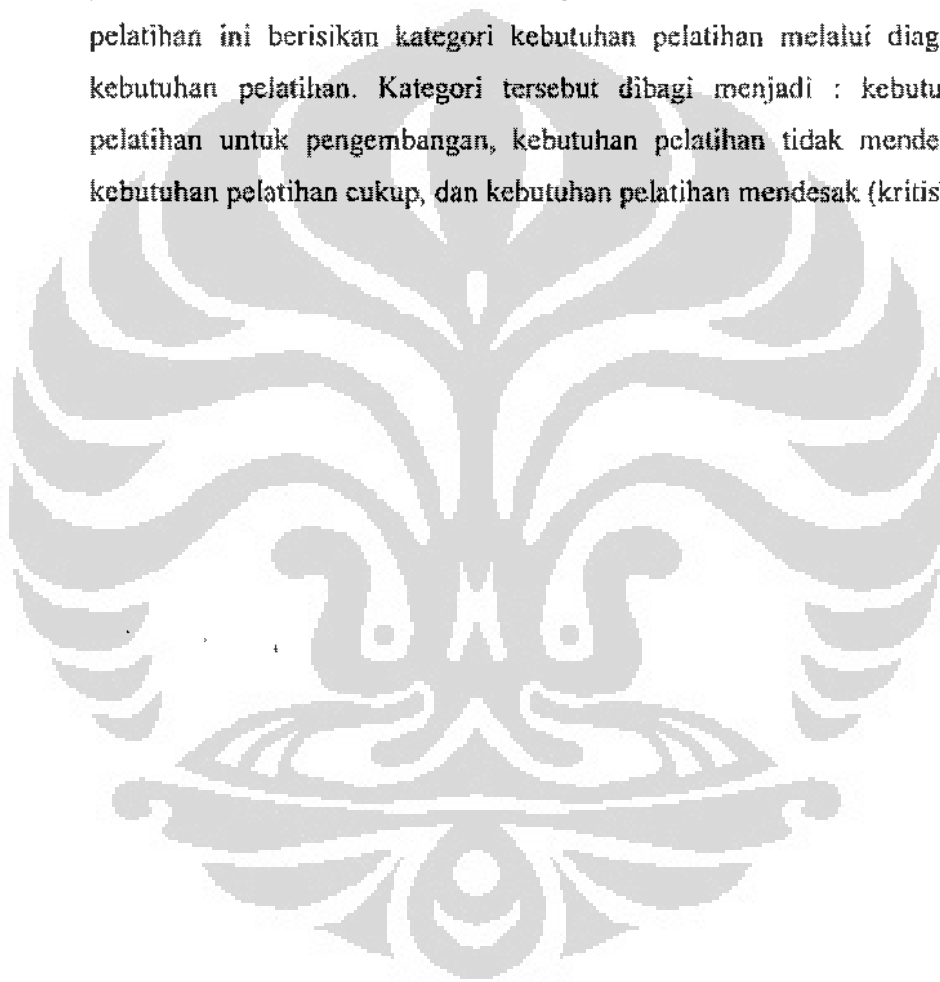 pelatihan ini berisikan kategori kebutuhan pelatihan melalui diag
kebutuhan pelatihan. Kategori tersebut dibagi menjadi : kebutu
pelatihan untuk pengembangan, kebutuhan pelatihan tidak mende
kebutuhan pelatihan cukup, dan kebutuhan pelatihan mendesak (kritis